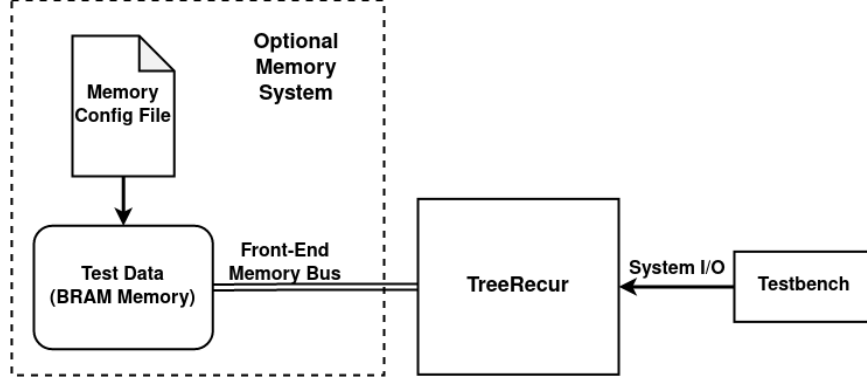 Optional
Memory
System
Memory
Config File
Test Data
(BRAM Memory)
Front-End
Memory Bus
TreeRecur
System I/O
Testbench